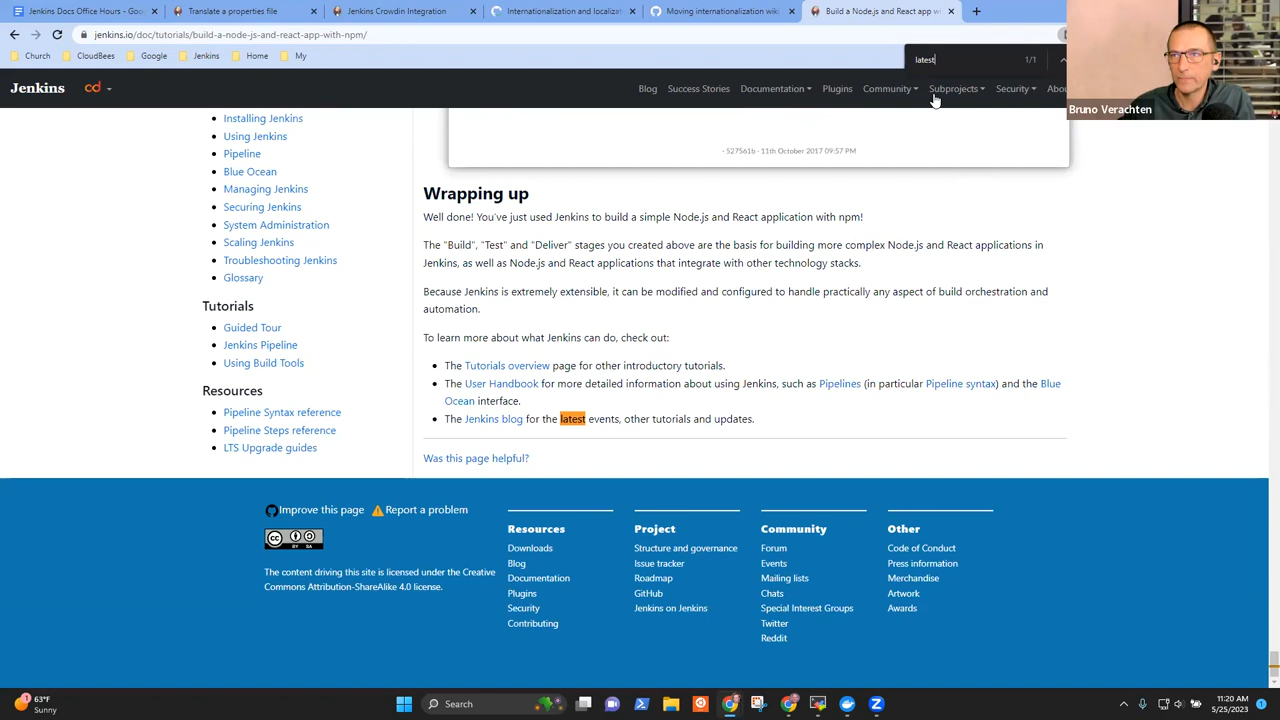 Jenkins Docs Office Hours - Goo
Translate a properties file
Jenkins Crowdin Integration
Internationalization and localizat
Moving internationalization
Build a Node.js and React app wi
jenkins.io/doc/tutorials/build-a-node-js-and-react-app-with-npm/
Church CloudBees Google Jenkins Home My
latest 1/1
Jenkins cd Blog Success Stories Documentation Plugins Community Subprojects Security Abou
Bruno Verachten
Installing Jenkins
Using Jenkins
Pipeline
Blue Ocean
Managing Jenkins
Securing Jenkins
System Administration
Scaling Jenkins
Troubleshooting Jenkins
Glossary
Tutorials
Guided Tour
Jenkins Pipeline
Using Build Tools
Resources
Pipeline Syntax reference
Pipeline Steps reference
LTS Upgrade guides
- 527561b - 11th October 2017 09:57 PM
Wrapping up
Well done! You've just used Jenkins to build a simple Node.js and React application with npm!
The "Build", "Test" and "Deliver" stages you created above are the basis for building more complex Node.js and React applications in
Jenkins, as well as Node.js and React applications that integrate with other technology stacks.
Because Jenkins is extremely extensible, it can be modified and configured to handle practically any aspect of build orchestration and
automation.
To learn more about what Jenkins can do, check out:
The Tutorials overview page for other introductory tutorials.
The User Handbook for more detailed information about using Jenkins, such as Pipelines (in particular Pipeline syntax) and the Blue
Ocean interface.
The Jenkins blog for the latest events, other tutorials and updates.
Was this page helpful?
Improve this page Report a problem
CC BY SA
The content driving this site is licensed under the Creative
Commons Attribution-ShareAlike 4.0 license.
Resources
Downloads
Blog
Documentation
Plugins
Security
Contributing
Project
Structure and governance
Issue tracker
Roadmap
GitHub
Jenkins on Jenkins
Community
Forum
Events
Mailing lists
Chats
Special Interest Groups
Twitter
Reddit
Other
Code of Conduct
Press information
Merchandise
Artwork
Awards
1
63°F
Sunny
Search
11:20 AM
5/25/2023
1